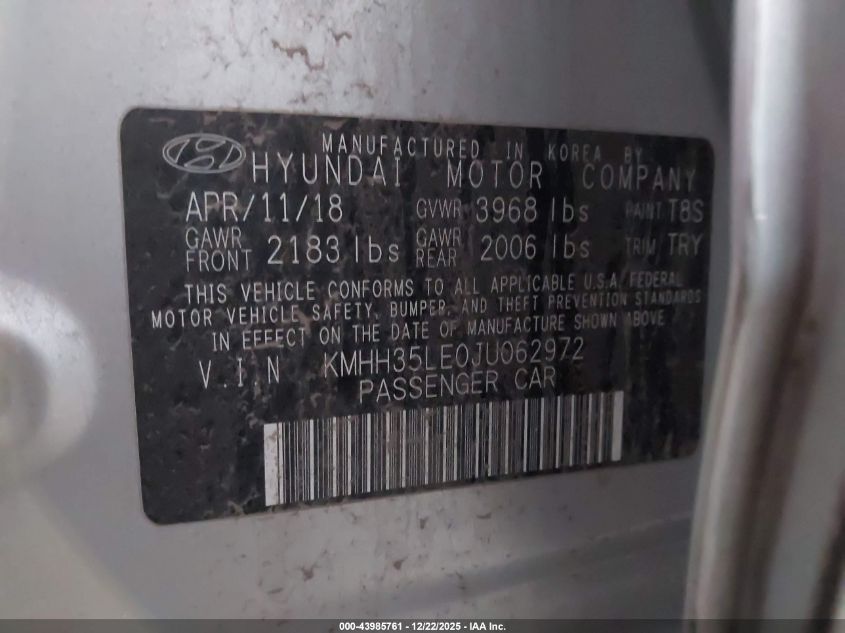 MANUFACTURED IN KOREA BY
HYUNDAI MOTOR COMPANY
APR/11/18 GVWR 3968 lbs PAINT T8S
GAWR FRONT 2183 lbs GAWR REAR 2006 lbs TRIM TRY
THIS VEHICLE CONFORMS TO ALL APPLICABLE U.S.A. FEDERAL
MOTOR VEHICLE SAFETY, BUMPER, AND THEFT PREVENTION STANDARDS
IN EFFECT ON THE DATE OF MANUFACTURE SHOWN ABOVE
V.I.N KMHH35LE0JU062972
PASSENGER CAR
000-43985761 - 12/22/2025 - IAA Inc.